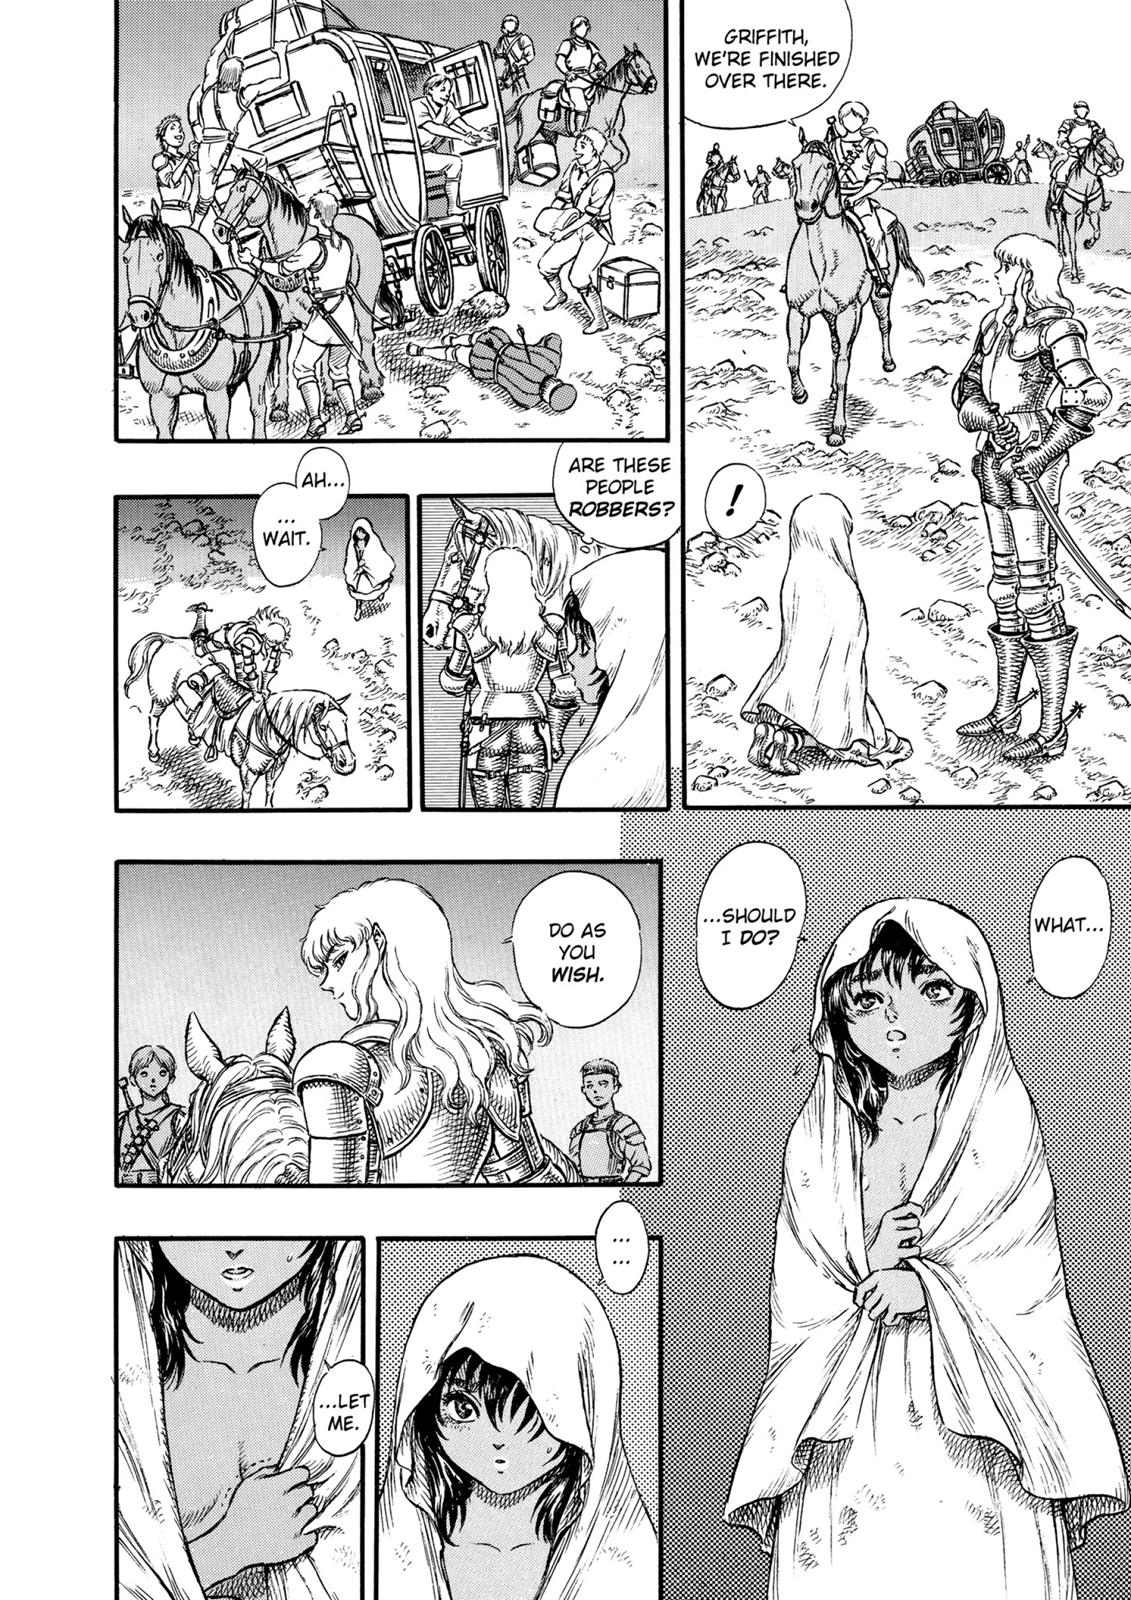 GRIFFITH,
WE'RE FINISHED
OVER THERE.
!
ARE THESE
PEOPLE
ROBBERS?
AH...
...
WAIT.
WHAT...
...SHOULD
I DO?
DO AS
YOU
WISH.
...
...
...LET
ME.